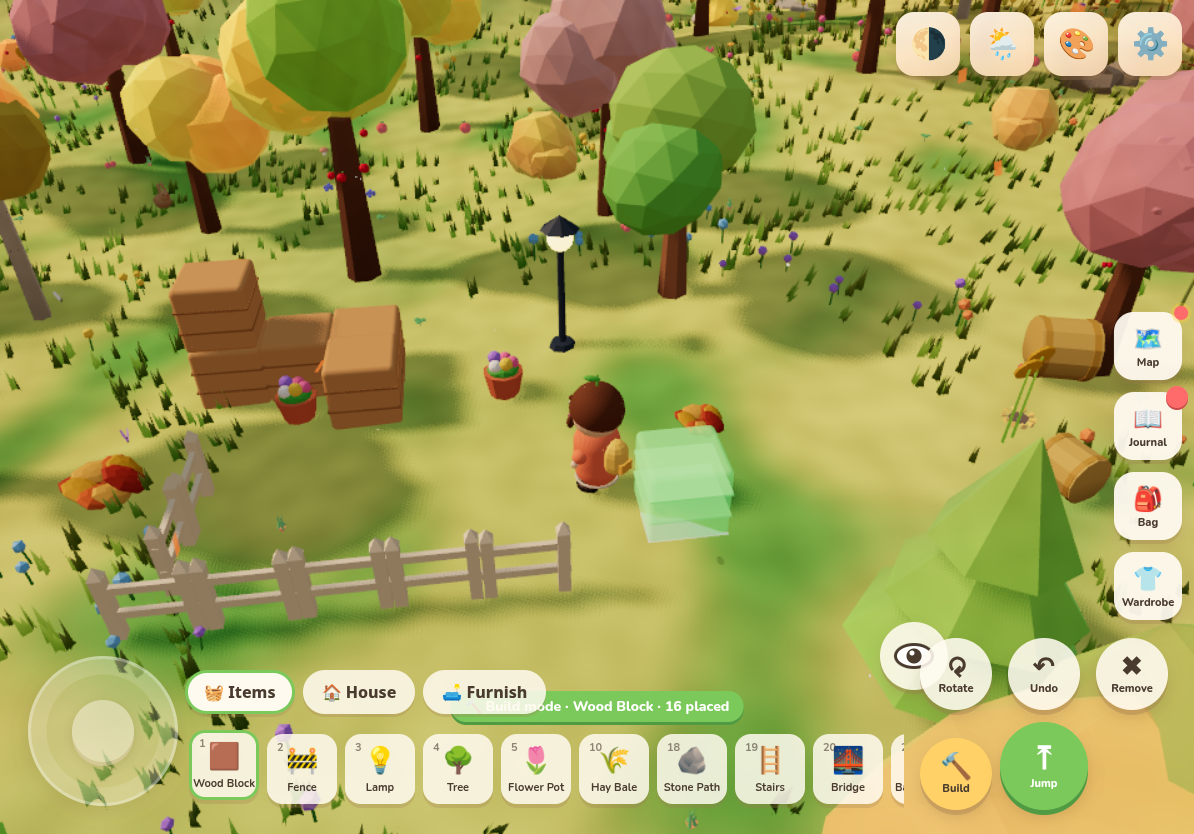 Map
Journal
Bag
Wardrobe
Rotate
Undo
Remove
Items
House
Furnish
Build mode · Wood Block · 16 placed
1
Wood Block
2
Fence
3
Lamp
4
Tree
5
Flower Pot
10
Hay Bale
18
Stone Path
19
Stairs
20
Bridge
Build
Jump